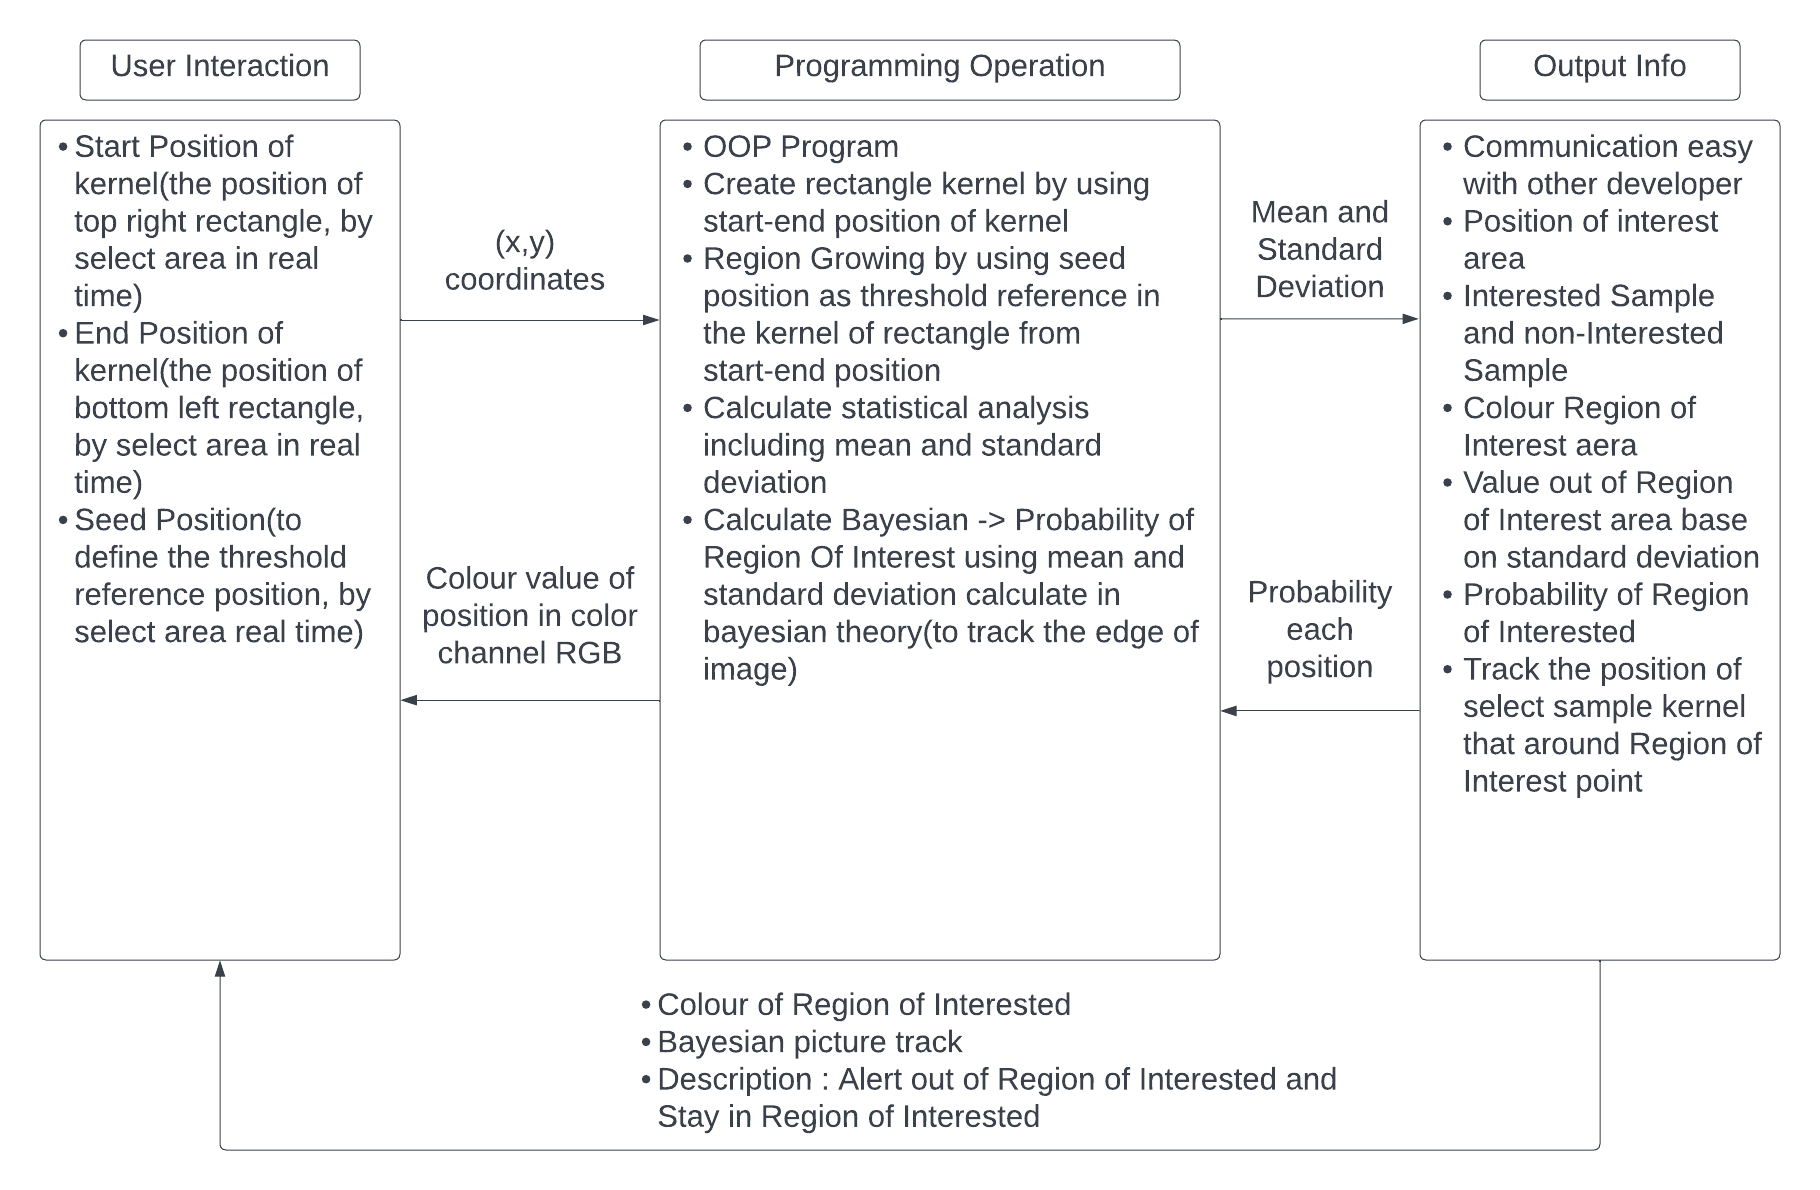 User Interaction
• Start Position of
kernel(the position of
top right rectangle, by
select area in real
time)
• End Position of
kernel(the position of
bottom left rectangle,
by select area in real
time)
• Seed Position(to
define the threshold
reference position, by
select area real time)
(x,y)
coordinates
Colour value of
position in color
channel RGB
Programming Operation
• OOP Program
• Create rectangle kernel by using
start-end position of kernel
• Region Growing by using seed
position as threshold reference in
the kernel of rectangle from
start-end position
• Calculate statistical analysis
including mean and standard
deviation
• Calculate Bayesian -> Probability of
Region Of Interest using mean and
standard deviation calculate in
bayesian theory(to track the edge of
image)
Mean and
Standard
Deviation
Probability
each
position
Output Info
• Communication easy
with other developer
• Position of interest
area
• Interested Sample
and non-Interested
Sample
• Colour Region of
Interest aera
• Value out of Region
of Interest area base
on standard deviation
• Probability of Region
of Interested
• Track the position of
select sample kernel
that around Region of
Interest point
• Colour of Region of Interested
• Bayesian picture track
• Description : Alert out of Region of Interested and
Stay in Region of Interested